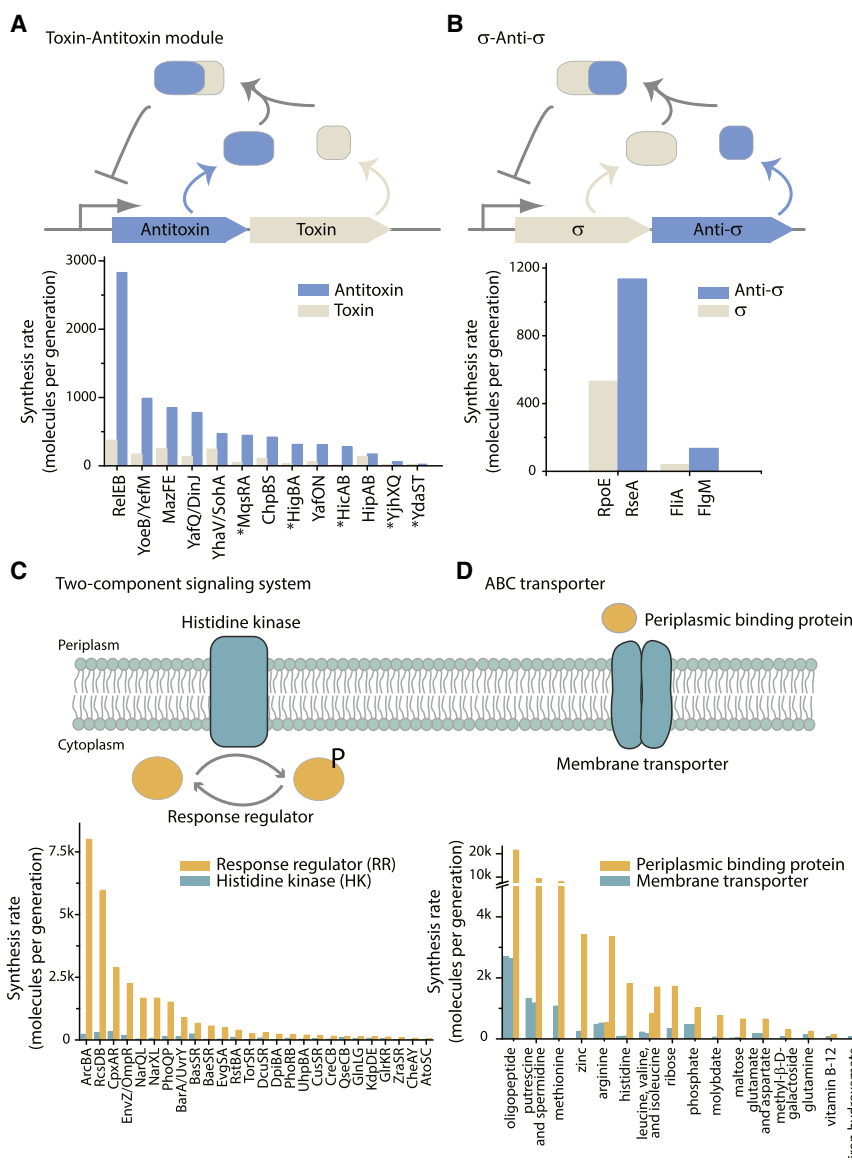 A
Toxin-Antitoxin module
Antitoxin
Toxin
Synthesis rate
(molecules per generation)
3000
1000
0
Antitoxin
Toxin
RelEB
YoeB/YefM
MazFE
YafQ/DinJ
YhaV/SohA
*MqsRA
ChpBS
*HigBA
YafON
*HicAB
HipAB
*YjhXQ
*YdaST
B
σ-Anti-σ
σ
Anti-σ
Synthesis rate
(molecules per generation)
1200
800
400
0
Anti-σ
σ
RpoE
RseA
FliA
FlgM
C
Two-component signaling system
Histidine kinase
Periplasm
Cytoplasm
P
Response regulator
Synthesis rate
(molecules per generation)
7.5k
5k
2.5k
0
Response regulator (RR)
Histidine kinase (HK)
ArcBA
RcsDB
CpxAR
EnvZ/OmpR
NarQL
NarXL
PhoQP
BarA/UvrY
BasSR
BaeSR
EvgSA
RstBA
TorSR
DcuSR
DpiBA
PhoRB
UhpBA
CusSR
CreCB
QseCB
GlnLG
KdpDE
GlrKR
ZraSR
CheAY
AtoSC
D
ABC transporter
Periplasmic binding protein
Membrane transporter
Synthesis rate
(molecules per generation)
20k
10k
4k
2k
0
Periplasmic binding protein
Membrane transporter
oligopeptide
putrescine
and spermidine
methionine
zinc
arginine
histidine
leucine, valine,
and isoleucine
ribose
phosphate
molybdate
maltose
glutamate
and aspartate
methyl-β-D-
galactoside
glutamine
vitamin B-12